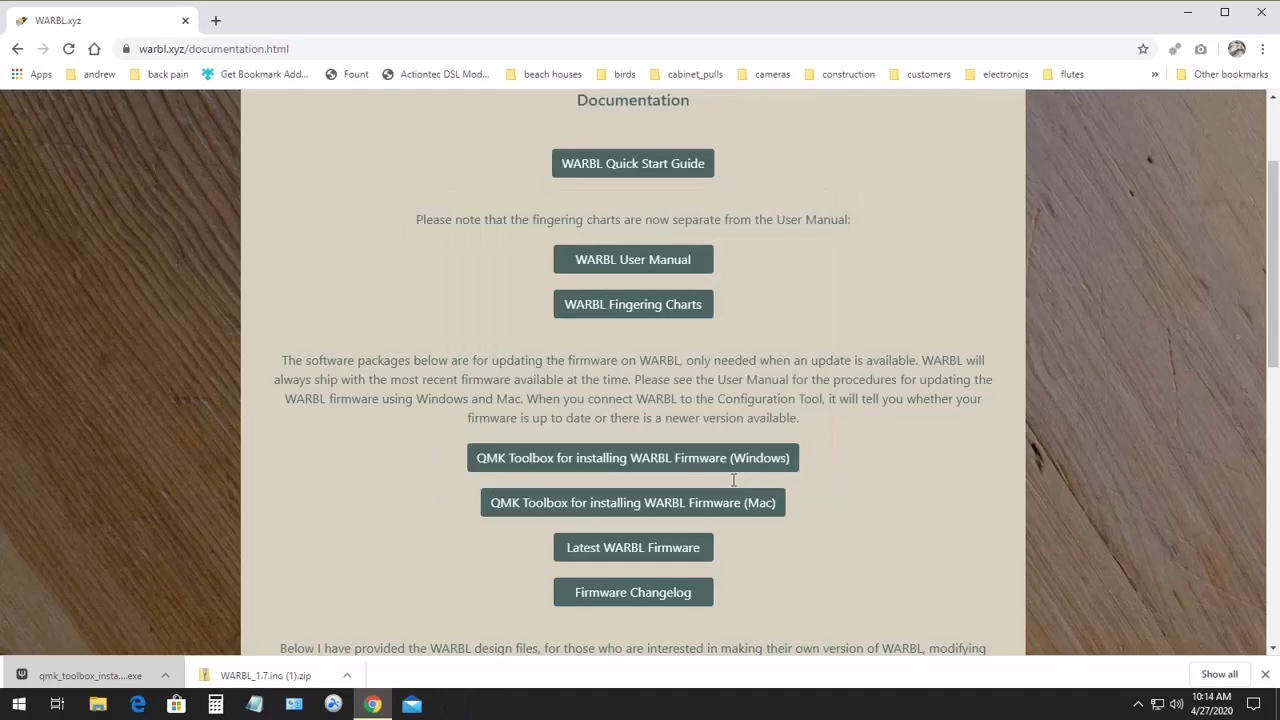 WARBL.xyz
warbl.xyz/documentation.html
Apps andrew back pain Get Bookmark Add... Fount Actiontec DSL Mod... beach houses birds cabinet_pulls cameras construction customers electronics flutes » Other bookmarks
Documentation
WARBL Quick Start Guide
Please note that the fingering charts are now separate from the User Manual:
WARBL User Manual
WARBL Fingering Charts
The software packages below are for updating the firmware on WARBL, only needed when an update is available. WARBL will
always ship with the most recent firmware available at the time. Please see the User Manual for the procedures for updating the
WARBL firmware using Windows and Mac. When you connect WARBL to the Configuration Tool, it will tell you whether your
firmware is up to date or there is a newer version available.
QMK Toolbox for installing WARBL Firmware (Windows)
QMK Toolbox for installing WARBL Firmware (Mac)
Latest WARBL Firmware
Firmware Changelog
Below I have provided the WARBL design files, for those who are interested in making their own version of WARBL, modifying
qmk_toolbox_insta....exe WARBL_1.7.ino (1).zip Show all
10:14 AM
4/27/2020